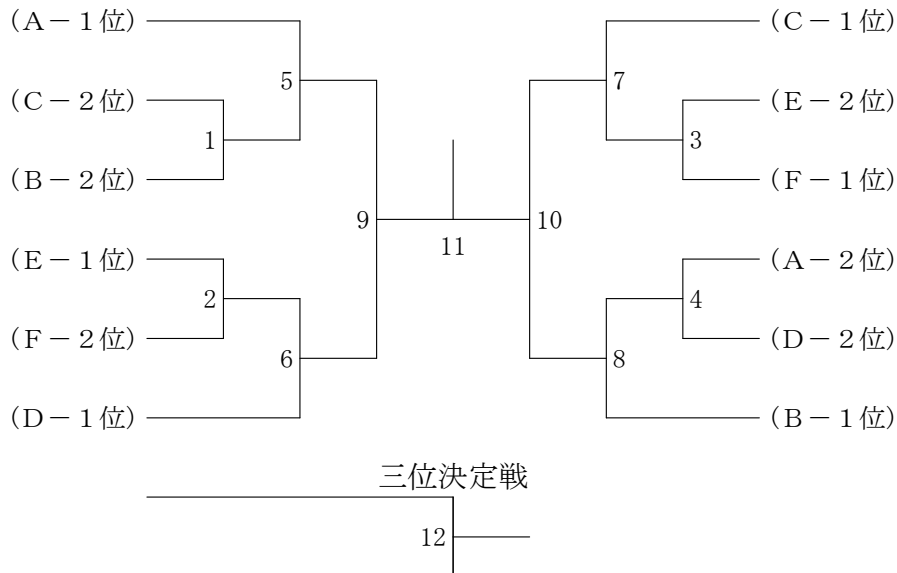 (A－1位)
(C－2位)
(B－2位)
(E－1位)
(F－2位)
(D－1位)
1
2
5
6
9
11
10
7
8
3
4
(C－1位)
(E－2位)
(F－1位)
(A－2位)
(D－2位)
(B－1位)
三位決定戦
12